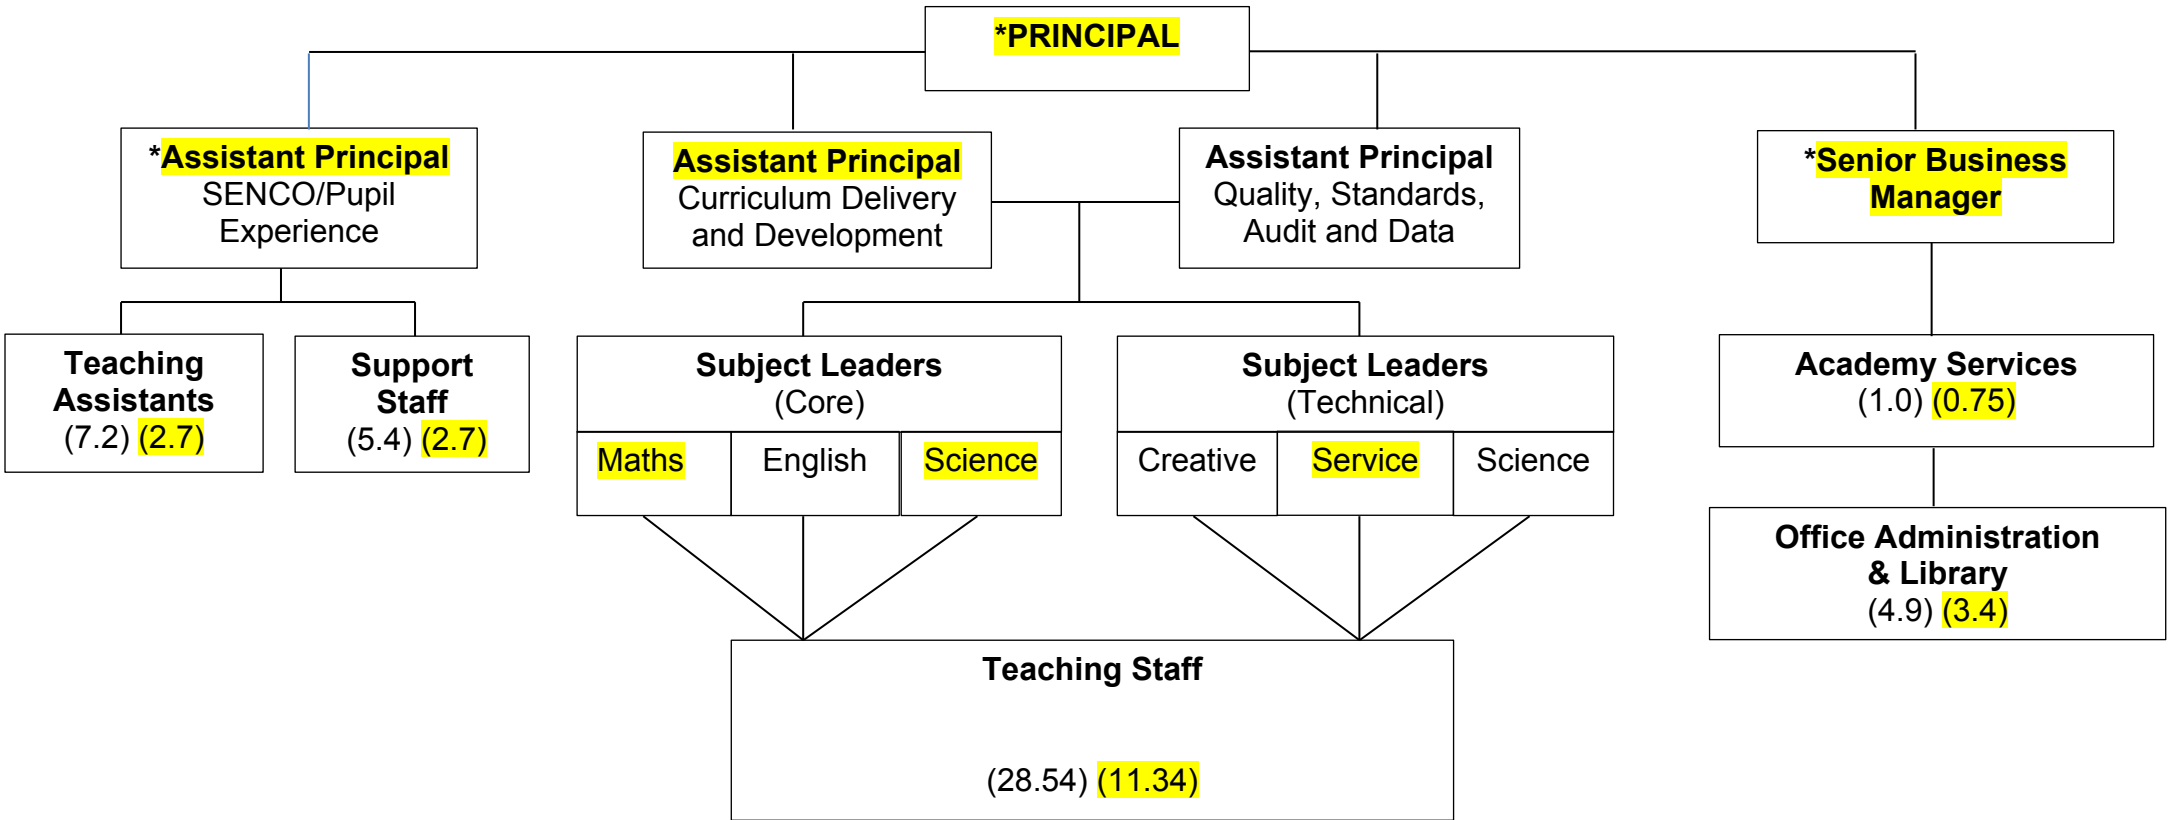 *PRINCIPAL
*Assistant Principal
SENCO/Pupil
Experience
Assistant Principal
Curriculum Delivery
and Development
Assistant Principal
Quality, Standards,
Audit and Data
*Senior Business
Manager
Teaching
Assistants
(7.2) (2.7)
Support
Staff
(5.4) (2.7)
Subject Leaders
(Core)
Maths
English
Science
Subject Leaders
(Technical)
Creative
Service
Science
Academy Services
(1.0) (0.75)
Office Administration
& Library
(4.9) (3.4)
Teaching Staff
(28.54) (11.34)